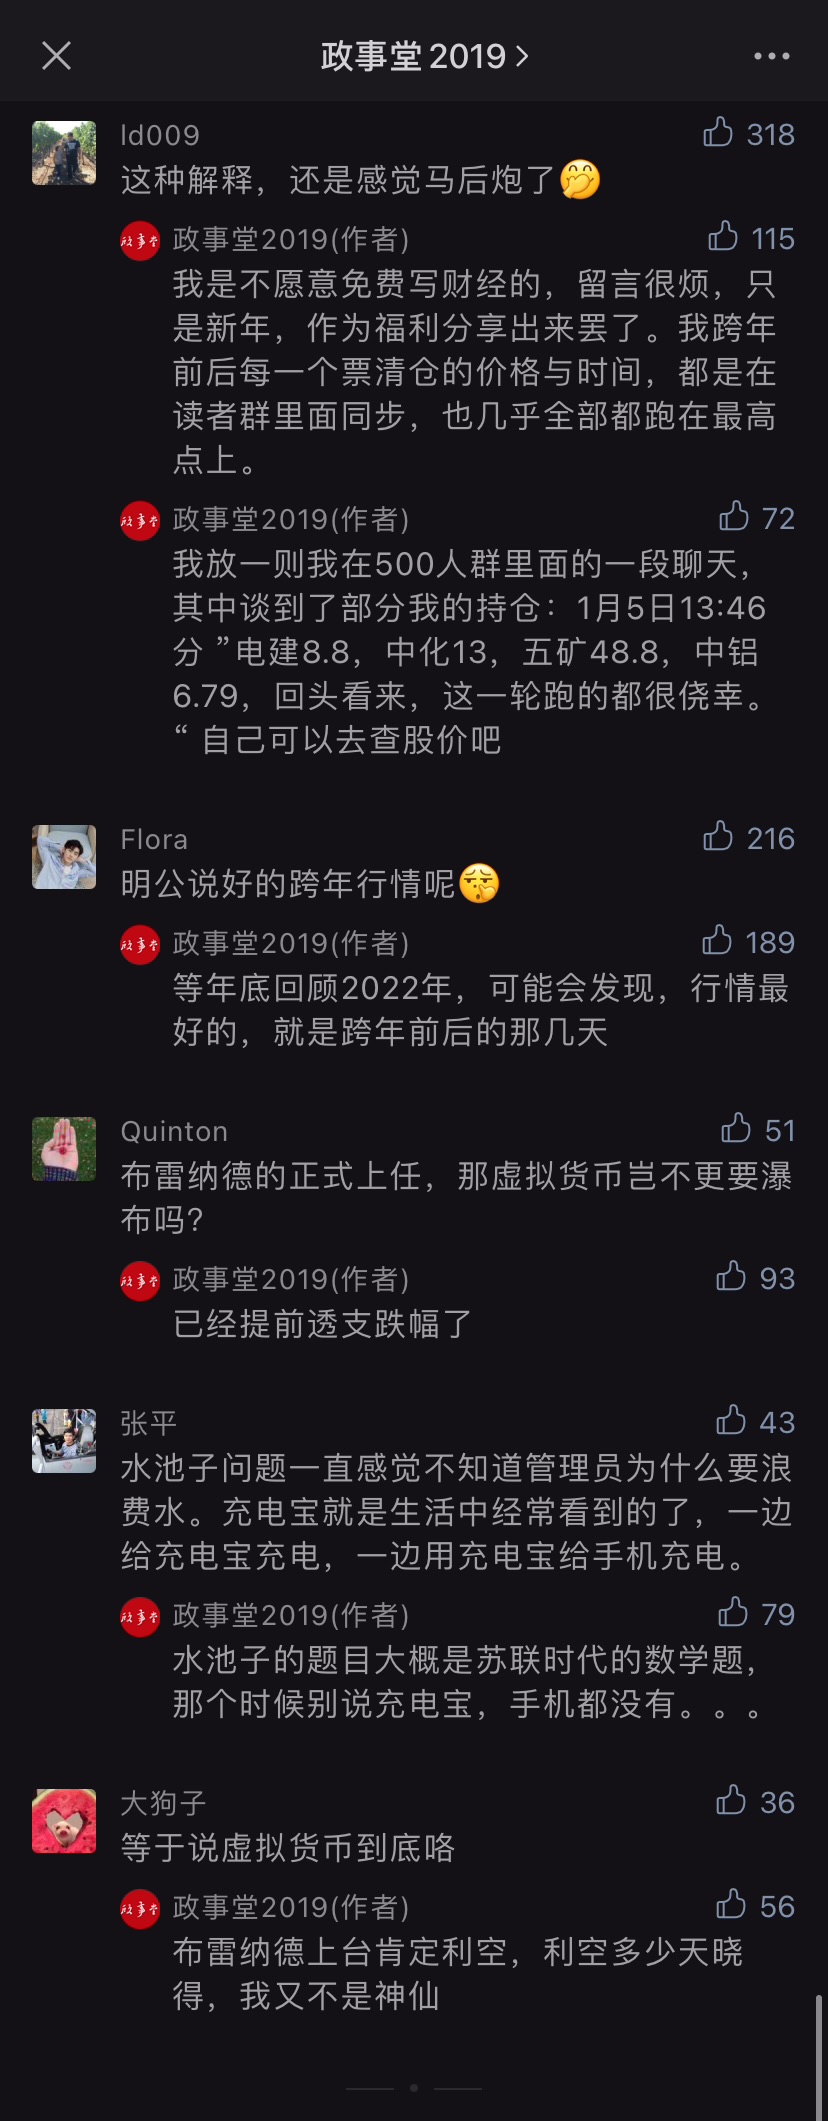 政事堂2019
ld009
318
这种解释，还是感觉马后炮了🤭
政事堂2019(作者)
115
我是不愿意免费写财经的，留言很烦，只
是新年，作为福利分享出来罢了。我跨年
前后每一个票清仓的价格与时间，都是在
读者群里面同步，也几乎全部都跑在最高
点上。
政事堂2019(作者)
72
我放一则我在500人群里面的一段聊天，
其中谈到了部分我的持仓：1月5日13:46
分 ”电建8.8，中化13，五矿48.8，中铝
6.79，回头看来，这一轮跑的都很侥幸。
“ 自己可以去查股价吧
Flora
216
明公说好的跨年行情呢
政事堂2019(作者)
189
等年底回顾2022年，可能会发现，行情最
好的，就是跨年前后的那几天
Quinton
51
布雷纳德的正式上任，那虚拟货币岂不更要瀑
布吗?
政事堂2019(作者)
93
已经提前透支跌幅了
张平
43
水池子问题一直感觉不知道管理员为什么要浪
费水。充电宝就是生活中经常看到的了，一边
给充电宝充电，一边用充电宝给手机充电。
政事堂2019(作者)
79
水池子的题目大概是苏联时代的数学题，
那个时候别说充电宝，手机都没有。。。
大狗子
36
等于说虚拟货币到底咯
政事堂2019(作者)
56
布雷纳德上台肯定利空，利空多少天晓
得，我又不是神仙